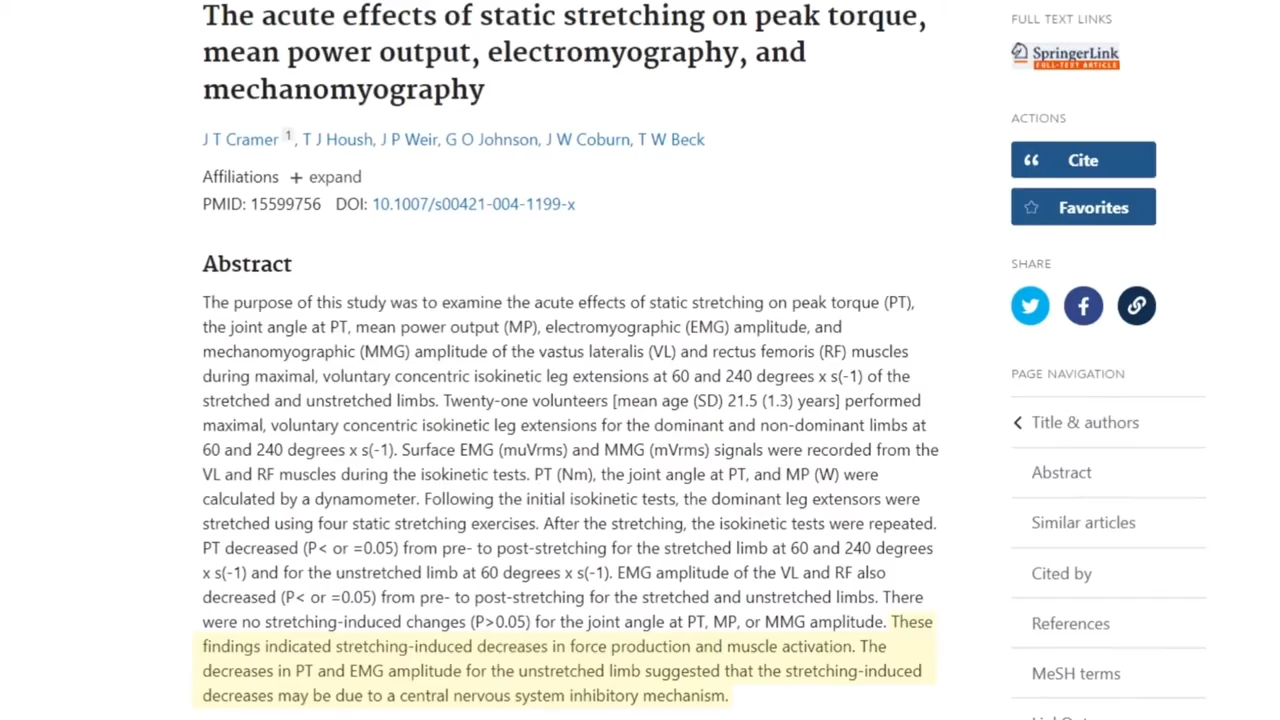 The acute effects of static stretching on peak torque,
mean power output, electromyography, and
mechanomyography
J T Cramer 1, T J Housh, J P Weir, G O Johnson, J W Coburn, T W Beck
Affiliations + expand
PMID: 15599756 DOI: 10.1007/s00421-004-1199-x
Abstract
The purpose of this study was to examine the acute effects of static stretching on peak torque (PT),
the joint angle at PT, mean power output (MP), electromyographic (EMG) amplitude, and
mechanomyographic (MMG) amplitude of the vastus lateralis (VL) and rectus femoris (RF) muscles
during maximal, voluntary concentric isokinetic leg extensions at 60 and 240 degrees x s(-1) of the
stretched and unstretched limbs. Twenty-one volunteers [mean age (SD) 21.5 (1.3) years] performed
maximal, voluntary concentric isokinetic leg extensions for the dominant and non-dominant limbs at
60 and 240 degrees x s(-1). Surface EMG (muVrms) and MMG (mVrms) signals were recorded from the
VL and RF muscles during the isokinetic tests. PT (Nm), the joint angle at PT, and MP (W) were
calculated by a dynamometer. Following the initial isokinetic tests, the dominant leg extensors were
stretched using four static stretching exercises. After the stretching, the isokinetic tests were repeated.
PT decreased (P< or =0.05) from pre- to post-stretching for the stretched limb at 60 and 240 degrees
x s(-1) and for the unstretched limb at 60 degrees x s(-1). EMG amplitude of the VL and RF also
decreased (P< or =0.05) from pre- to post-stretching for the stretched and unstretched limbs. There
were no stretching-induced changes (P>0.05) for the joint angle at PT, MP, or MMG amplitude. These
findings indicated stretching-induced decreases in force production and muscle activation. The
decreases in PT and EMG amplitude for the unstretched limb suggested that the stretching-induced
decreases may be due to a central nervous system inhibitory mechanism.
FULL TEXT LINKS
SpringerLink
FULL-TEXT ARTICLE
ACTIONS
Cite
Favorites
SHARE
PAGE NAVIGATION
Title & authors
Abstract
Similar articles
Cited by
References
MeSH terms